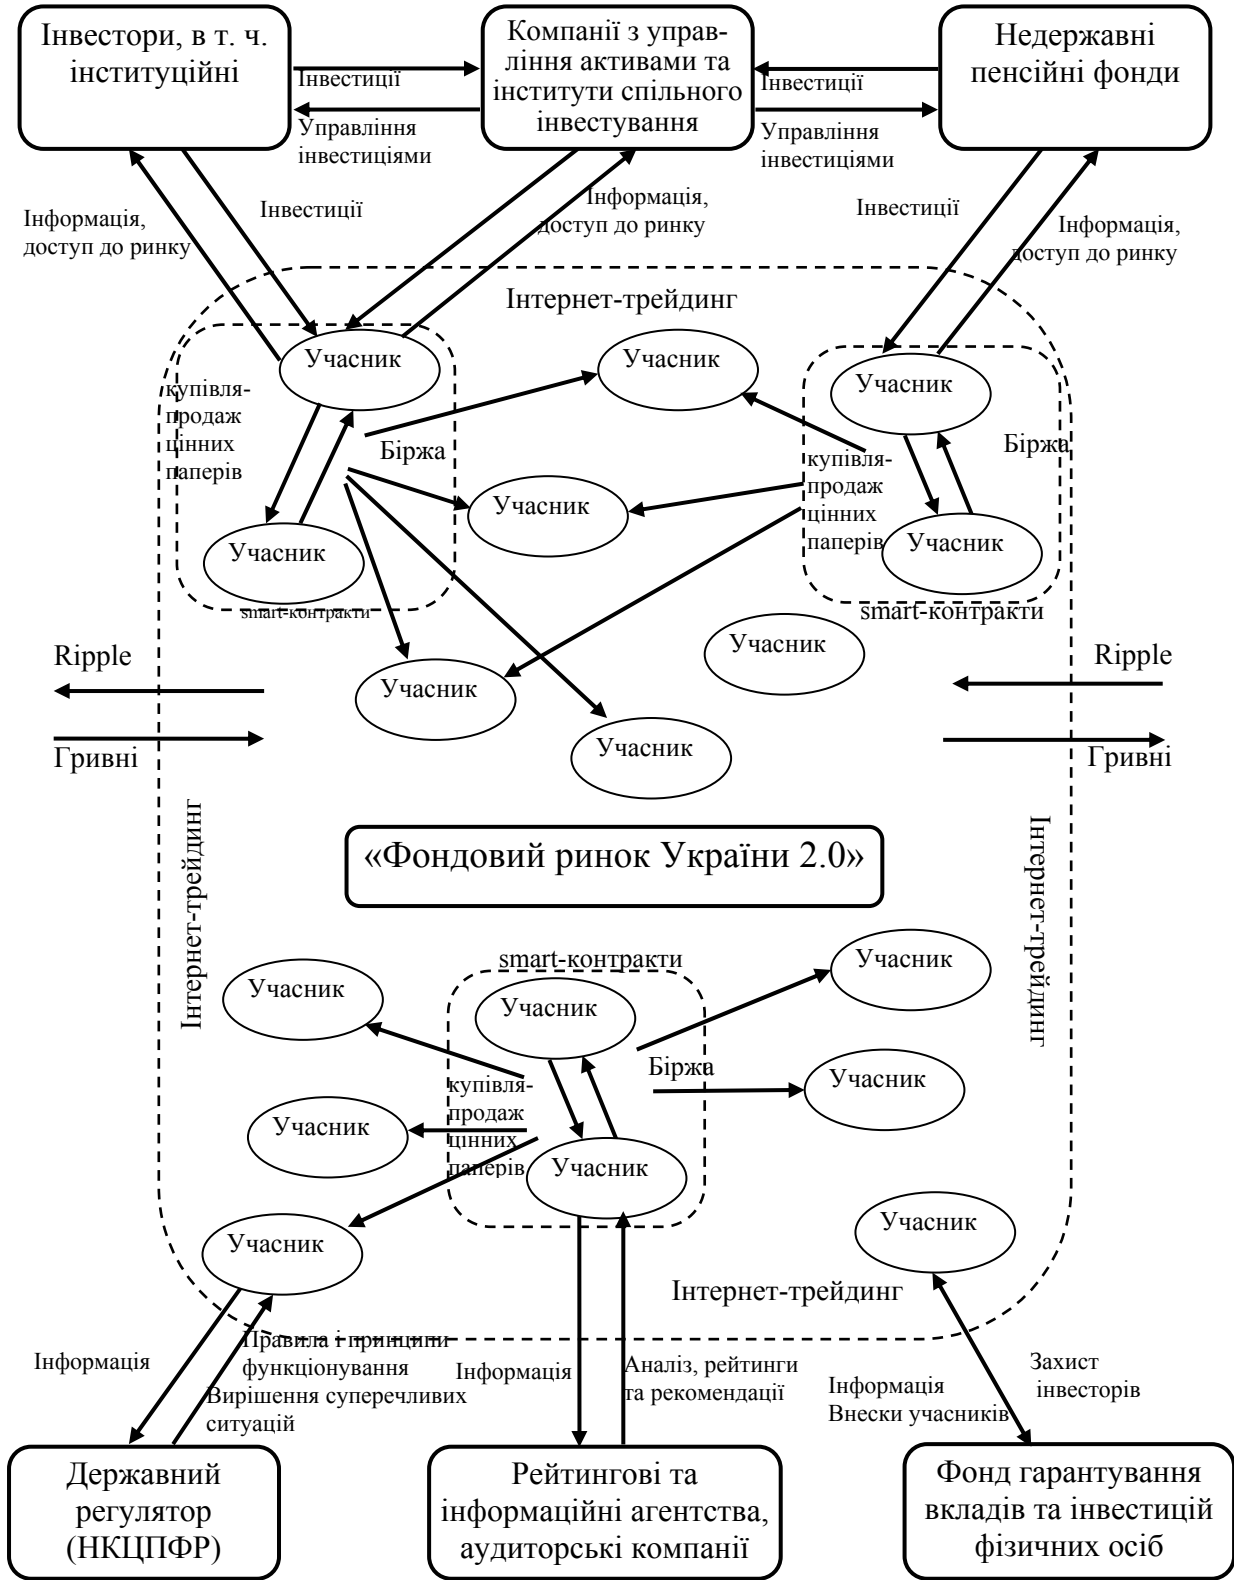 Інвестори, в т. ч.
інституційні
Компанії з управ-
ління активами та
інститути спільного
інвестування
Недержавні
пенсійні фонди
Інвестиції
Управління
інвестиціями
Інвестиції
Управління
інвестиціями
Інформація,
доступ до ринку
Інвестиції
Інформація,
доступ до ринку
Інвестиції
Інформація,
доступ до ринку
Інтернет-трейдинг
Учасник
Учасник
Учасник
купівля-
продаж
цінних
паперів
Біржа
Біржа
купівля-
продаж
цінних
паперів
Учасник
Учасник
Учасник
smart-контракти
smart-контракти
Учасник
Ripple
Ripple
Учасник
Учасник
Гривні
Гривні
Інтернет-трейдинг
«Фондовий ринок України 2.0»
Інтернет-трейдинг
smart-контракти
Учасник
Учасник
Учасник
Біржа
купівля-
продаж
цінних
паперів
Учасник
Учасник
Учасник
Учасник
Учасник
Інтернет-трейдинг
Інформація
Правила і принципи
функціонування
Вирішення суперечливих
ситуацій
Інформація
Аналіз, рейтинги
та рекомендації
Інформація
Внески учасників
Захист
інвесторів
Державний
регулятор
(НКЦПФР)
Рейтингові та
інформаційні агентства,
аудиторські компанії
Фонд гарантування
вкладів та інвестицій
фізичних осіб